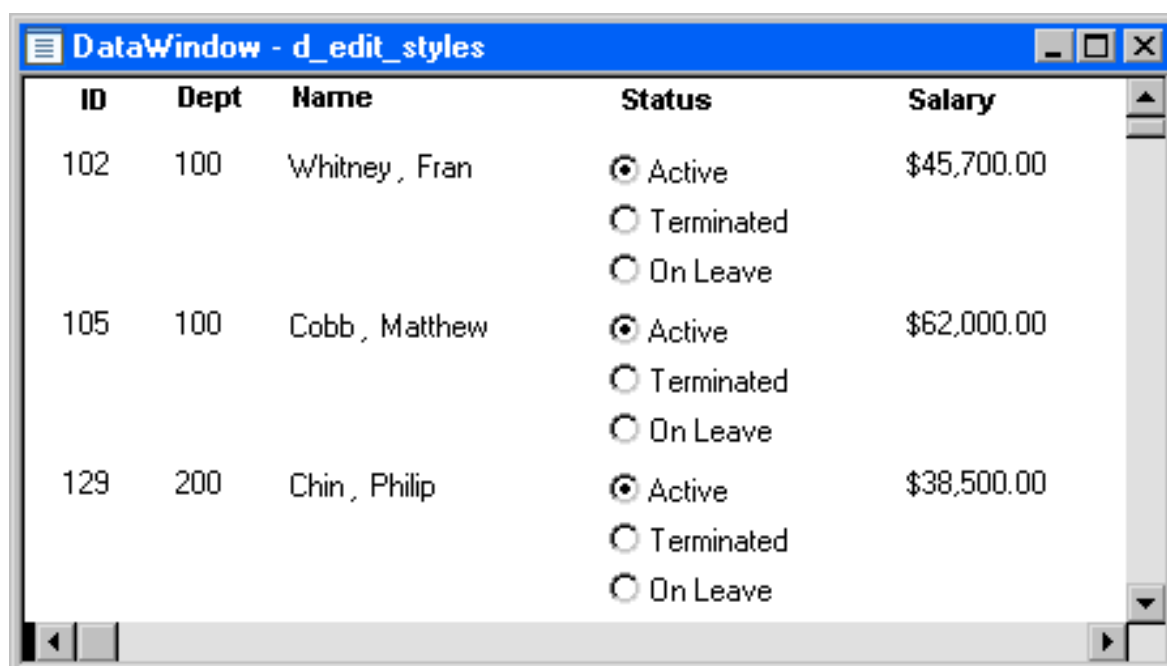 DataWindow - d_edit_styles
ID Dept Name Status Salary
102 100 Whitney , Fran Active $45,700.00
Terminated
On Leave
105 100 Cobb , Matthew Active $62,000.00
Terminated
On Leave
129 200 Chin , Philip Active $38,500.00
Terminated
On Leave